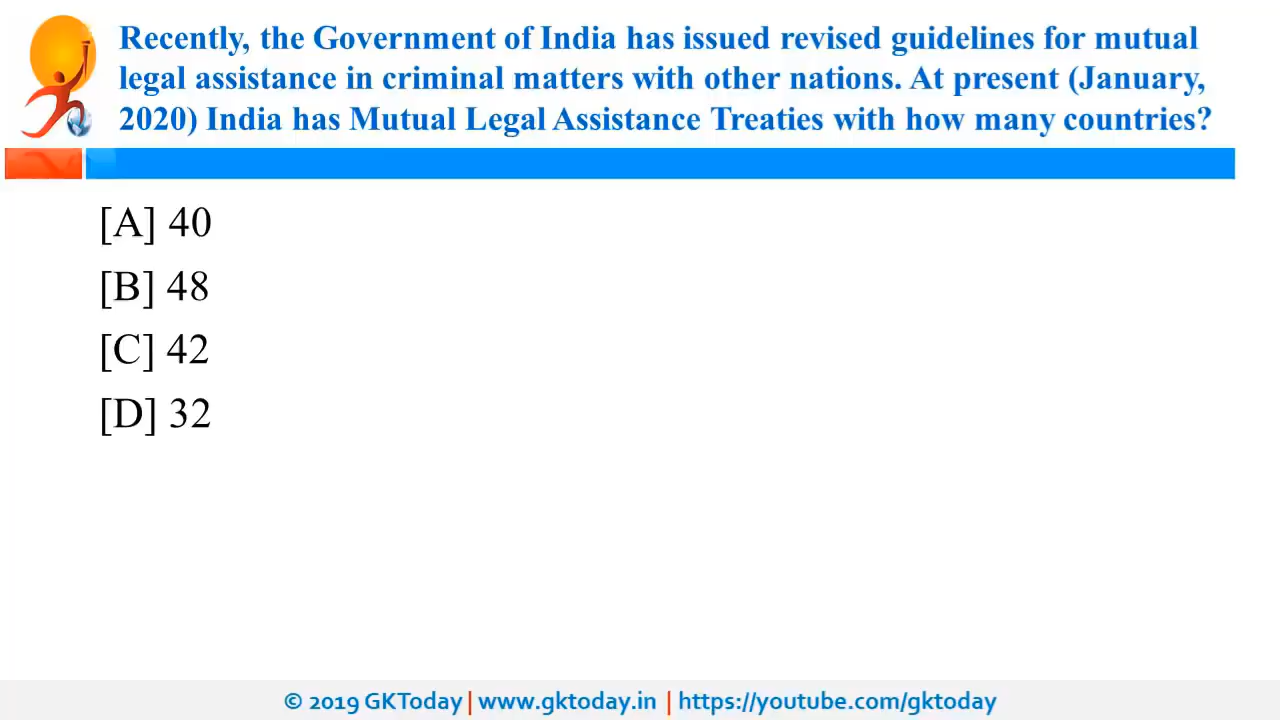 Recently, the Government of India has issued revised guidelines for mutual
legal assistance in criminal matters with other nations. At present (January,
2020) India has Mutual Legal Assistance Treaties with how many countries?
[A] 40
[B] 48
[C] 42
[D] 32
© 2019 GKToday | www.gktoday.in | https://youtube.com/gktoday